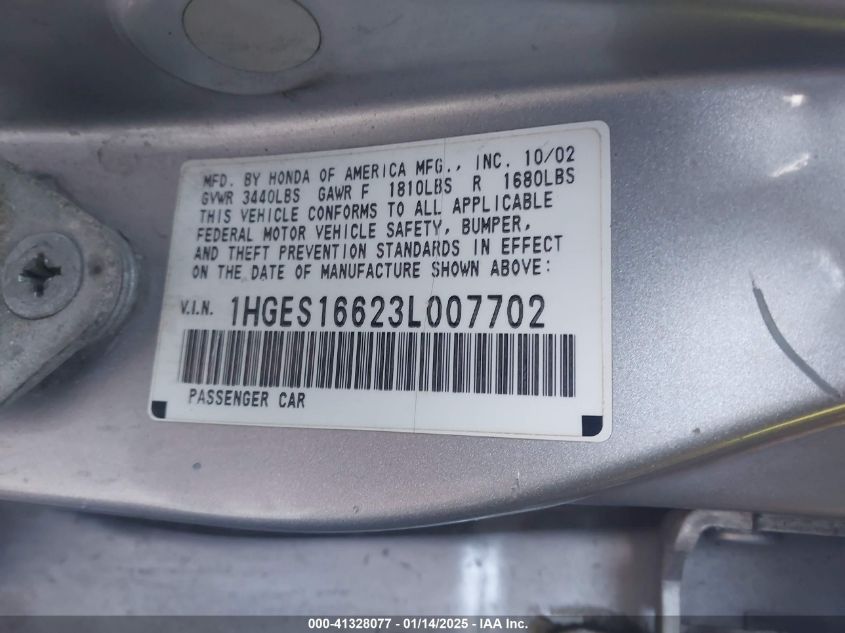 MFD. BY HONDA OF AMERICA MFG., INC. 10/02
GVWR 3440LBS GAWR F 1810LBS R 1680LBS
THIS VEHICLE CONFORMS TO ALL APPLICABLE
FEDERAL MOTOR VEHICLE SAFETY, BUMPER,
AND THEFT PREVENTION STANDARDS IN EFFECT
ON THE DATE OF MANUFACTURE SHOWN ABOVE:
V.I.N. 1HGES16623L007702
PASSENGER CAR
000-41328077 - 01/14/2025 - IAA Inc.